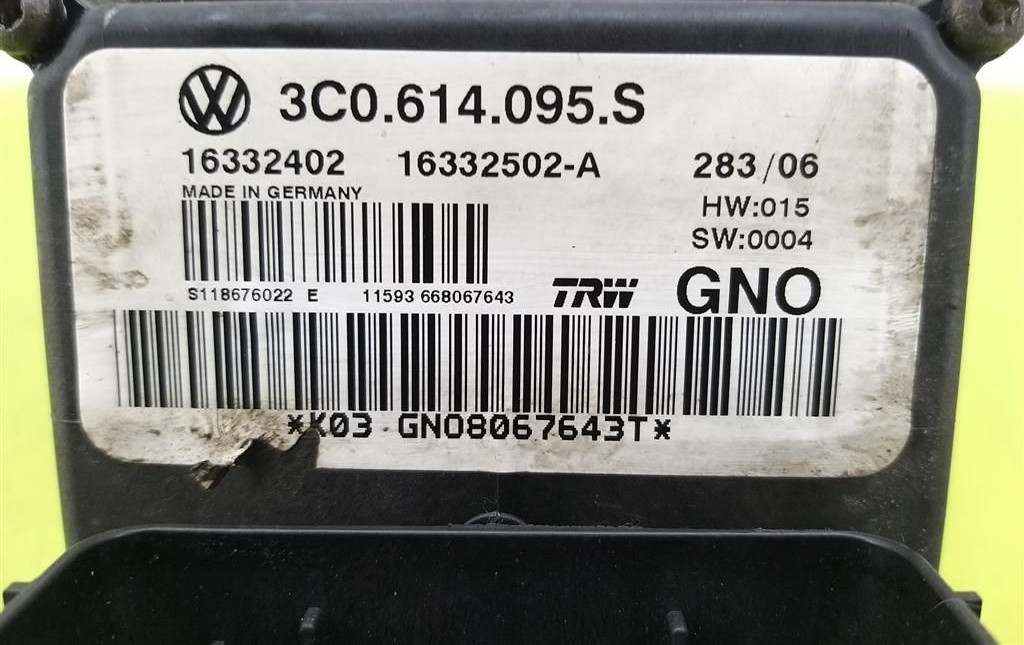 3C0.614.095.S
16332402 16332502-A 283/06
MADE IN GERMANY
HW:015
SW:0004
S118676022 E 11593 668067643 TRW GNO
*K03 GNO8067643T*